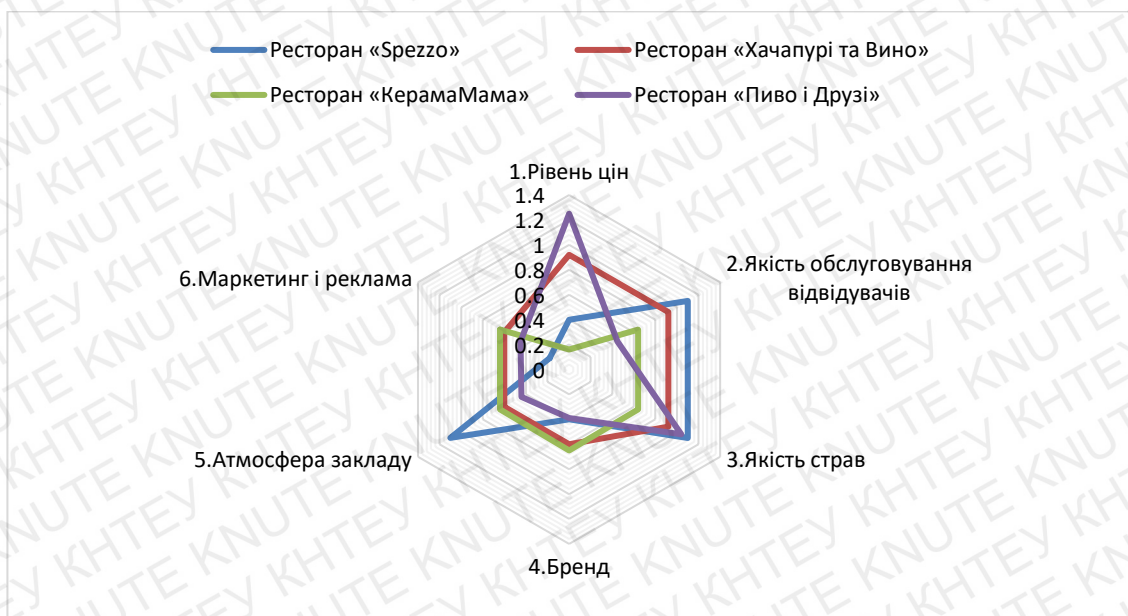 Ресторан «Spezzo»
Ресторан «Хачапурі та Вино»
Ресторан «КерамаМама»
Ресторан «Пиво і Друзі»
1.Рівень цін
1.4
1.2
1
0.8
0.6
0.4
0.2
0
2.Якість обслуговування
відвідувачів
3.Якість страв
4.Бренд
5.Атмосфера закладу
6.Маркетинг і реклама